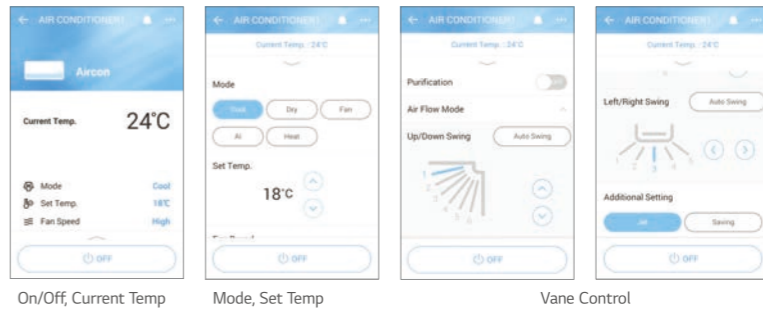 ← AIR CONDITIONER1
Aircon
Current Temp. 24°C
Mode Cool
Set Temp. 18°C
Fan Speed High
OFF
On/Off, Current Temp
← AIR CONDITIONER1
Current Temp. : 24°C
Mode
Cool Dry Fan
AI Heat
Set Temp.
18°C
Fan Speed
OFF
Mode, Set Temp
← AIR CONDITIONER1
Current Temp. : 24°C
Purification
Air Flow Mode
Up/Down Swing Auto Swing
1
2
3
4
5
6
OFF
← AIR CONDITIONER1
Current Temp. : 24°C
Left/Right Swing Auto Swing
1 2 3 4 5
Additional Setting
Jet Saving
OFF
Vane Control